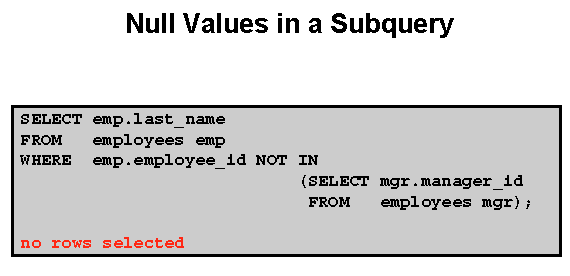 Null Values in a Subquery
SELECT emp.last_name
FROM   employees emp
WHERE  emp.employee_id NOT IN
                           (SELECT mgr.manager_id
                            FROM   employees mgr);
no rows selected